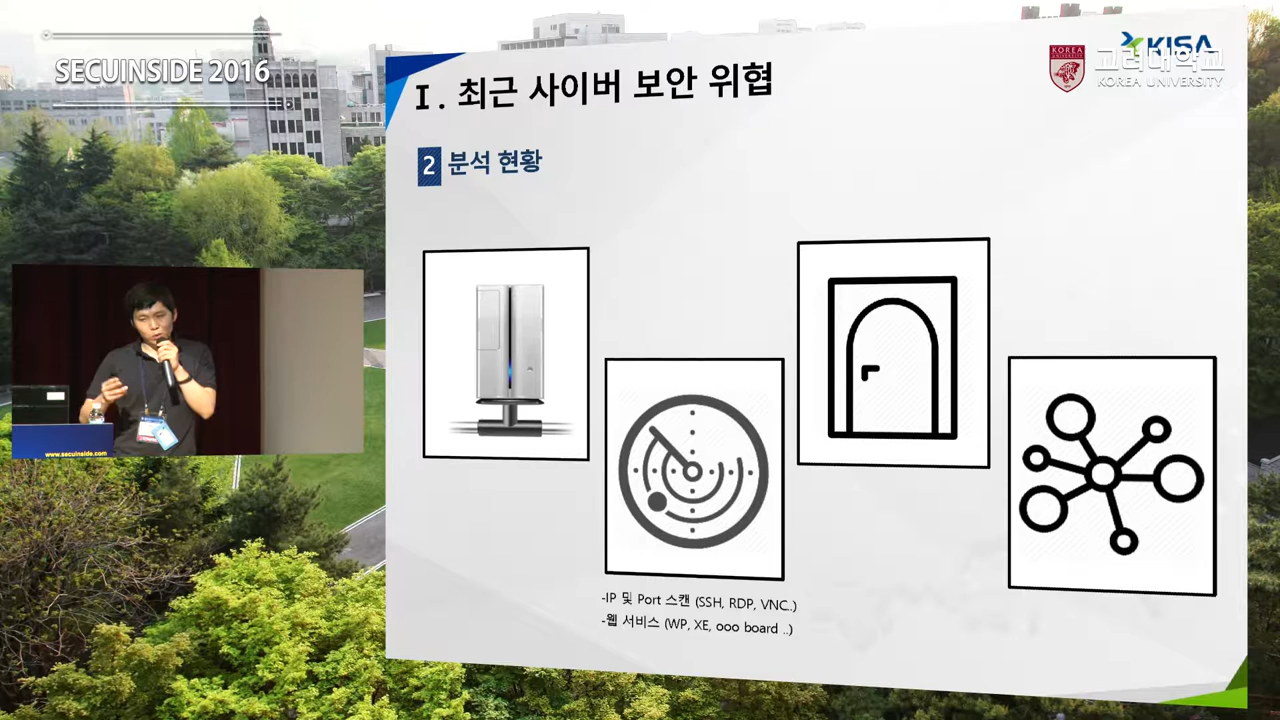 SECUINSIDE 2016
KISA
KOREA
UNIVERSITY
고려대학교
KOREA UNIVERSITY
I. 최근 사이버 보안 위협
2 분석 현황
-IP 및 Port 스캔 (SSH, RDP, VNC..)
-웹 서비스 (WP, XE, ooo board ..)
www.secuinside.com